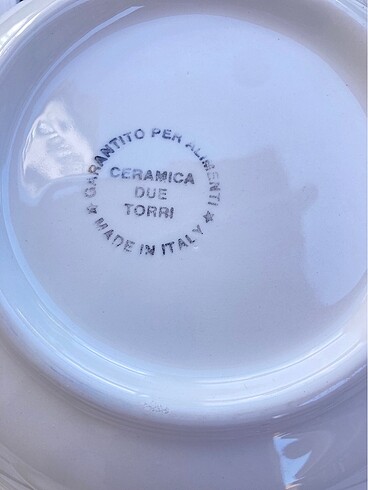 GARANTITO PER ALIMENTI
CERAMICA
DUE
TORRI
★ MADE IN ITALY ★